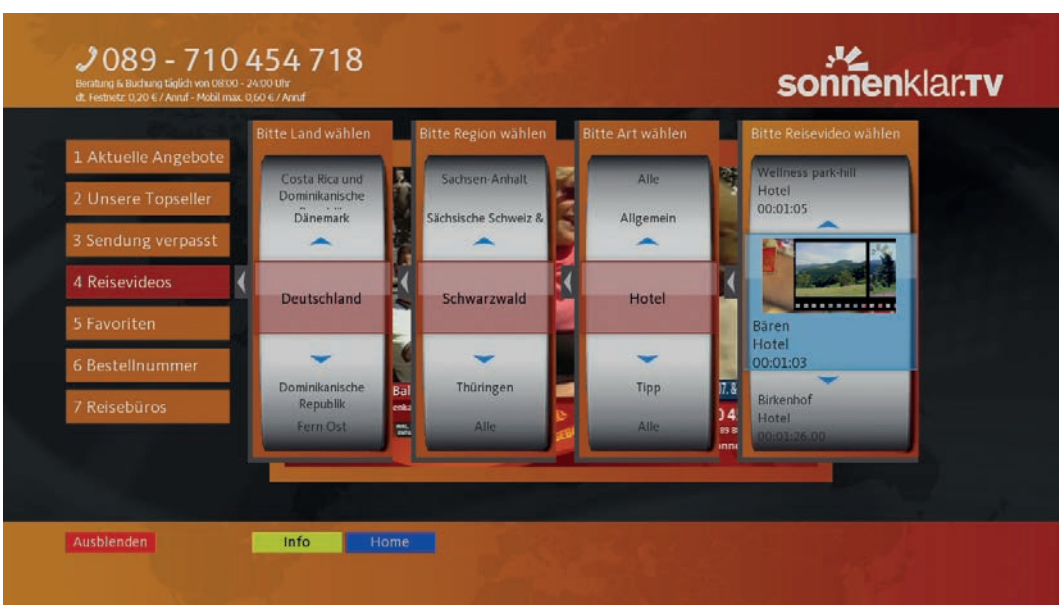 089 - 710 454 718
Beratung & Buchung täglich von 08:00 - 24:00 Uhr
dt. Festnetz 0,20 € / Anruf - Mobil max. 0,60 € / Anruf
sonnenklar.TV
1 Aktuelle Angebote
2 Unsere Topseller
3 Sendung verpasst
4 Reisevideos
5 Favoriten
6 Bestellnummer
7 Reisebüros
Bitte Land wählen
Costa Rica und
Dominikanische
Dänemark
Deutschland
Dominikanische
Republik
Fern Ost
Bitte Region wählen
Sachsen-Anhalt
Sächsische Schweiz &
Schwarzwald
Thüringen
Alle
Bitte Art wählen
Alle
Allgemein
Hotel
Tipp
Alle
Bitte Reisevideo wählen
Wellness park-hill
Hotel
00:01:05
Bären
Hotel
00:01:03
Birkenhof
Hotel
00:01:26.00
Bal
Ausblenden
Info
Home